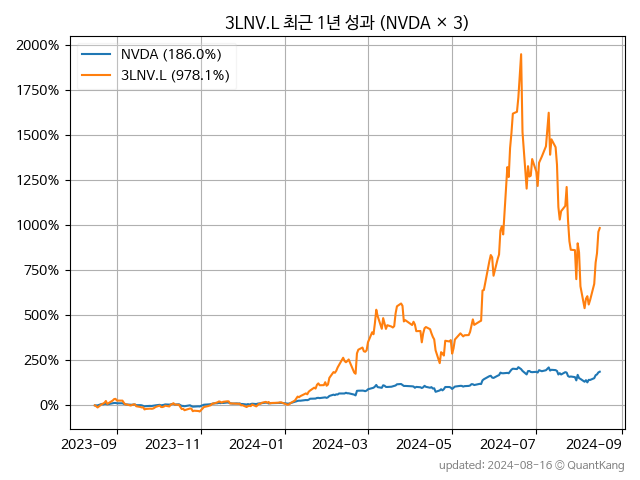 3LNV.L 최근 1년 성과 (NVDA × 3)
NVDA (186.0%)
3LNV.L (978.1%)
2000%
1750%
1500%
1250%
1000%
750%
500%
250%
0%
2023-09 2023-11 2024-01 2024-03 2024-05 2024-07 2024-09
updated: 2024-08-16 © QuantKang